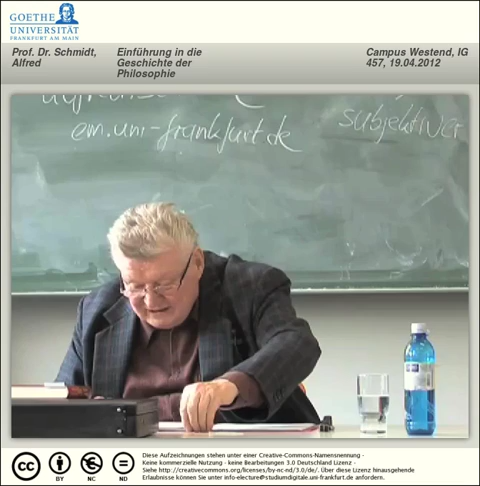 GOETHE
UNIVERSITÄT
FRANKFURT AM MAIN
Prof. Dr. Schmidt, Alfred
Einführung in die Geschichte der Philosophie
Campus Westend, IG 457, 19.04.2012
em.uni-frankfurt.de
subjektiver
cc BY NC ND
Diese Aufzeichnungen stehen unter einer Creative-Commons-Namensnennung -
Keine kommerzielle Nutzung - keine Bearbeitungen 3.0 Deutschland Lizenz -
Siehe http://creativecommons.org/licenses/by-nc-nd/3.0/de/. Über diese Lizenz hinausgehende
Erlaubnisse können Sie unter info-electure@studiumdigitale.uni-frankfurt.de anfordern.